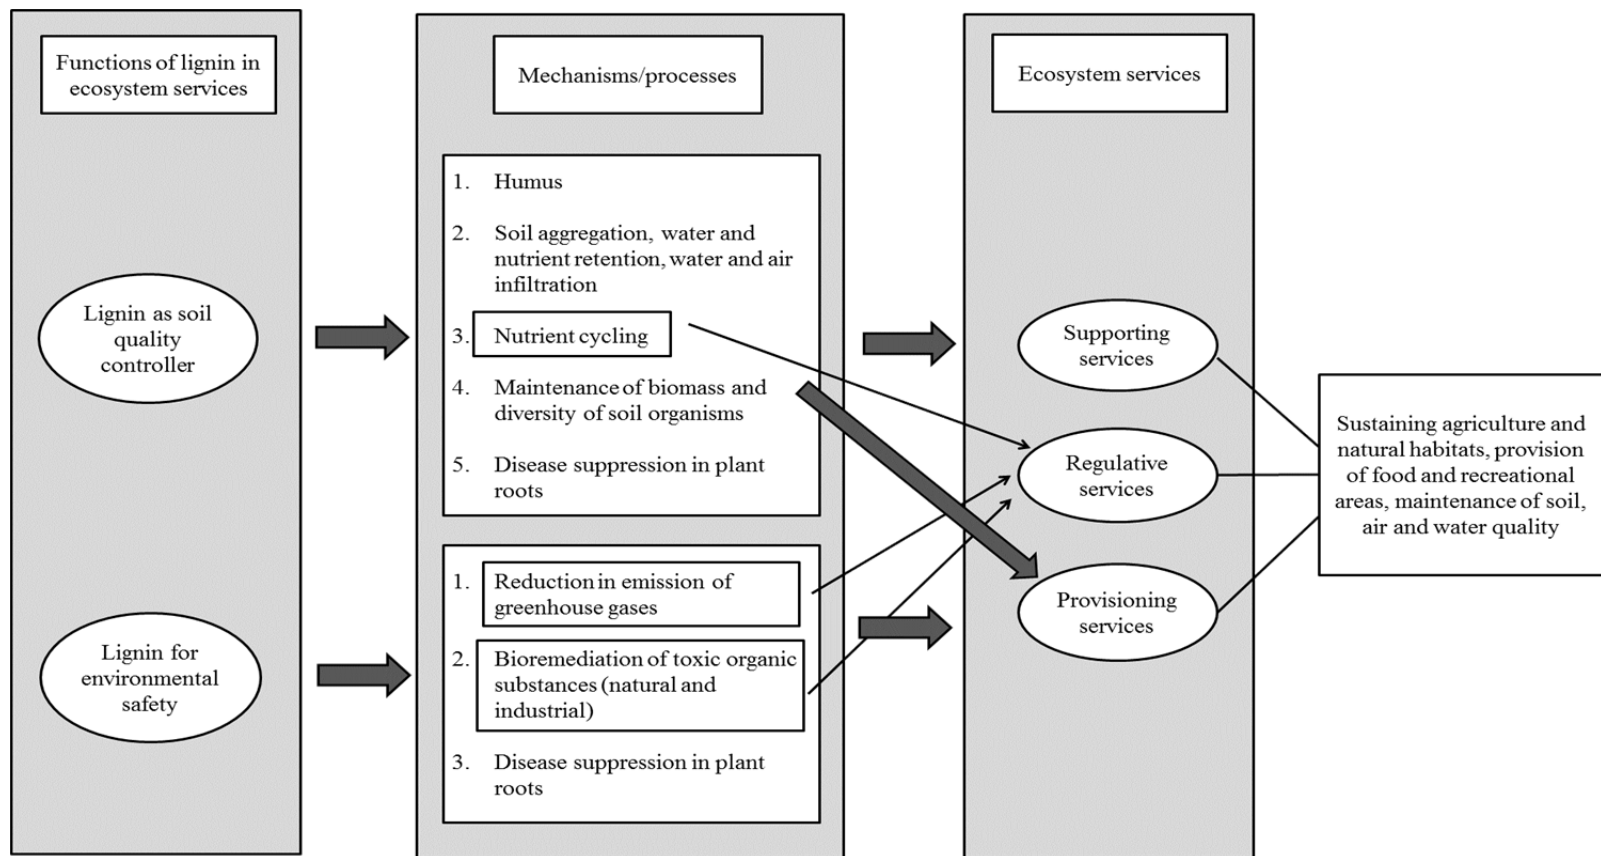 Functions of lignin in
ecosystem services
Lignin as soil
quality
controller
Lignin for
environmental
safety
Mechanisms/processes
1. Humus
2. Soil aggregation, water and
nutrient retention, water and air
infiltration
3. Nutrient cycling
4. Maintenance of biomass and
diversity of soil organisms
5. Disease suppression in plant
roots
1. Reduction in emission of
greenhouse gases
2. Bioremediation of toxic organic
substances (natural and
industrial)
3. Disease suppression in plant
roots
Ecosystem services
Supporting
services
Regulative
services
Provisioning
services
Sustaining agriculture and
natural habitats, provision
of food and recreational
areas, maintenance of soil,
air and water quality